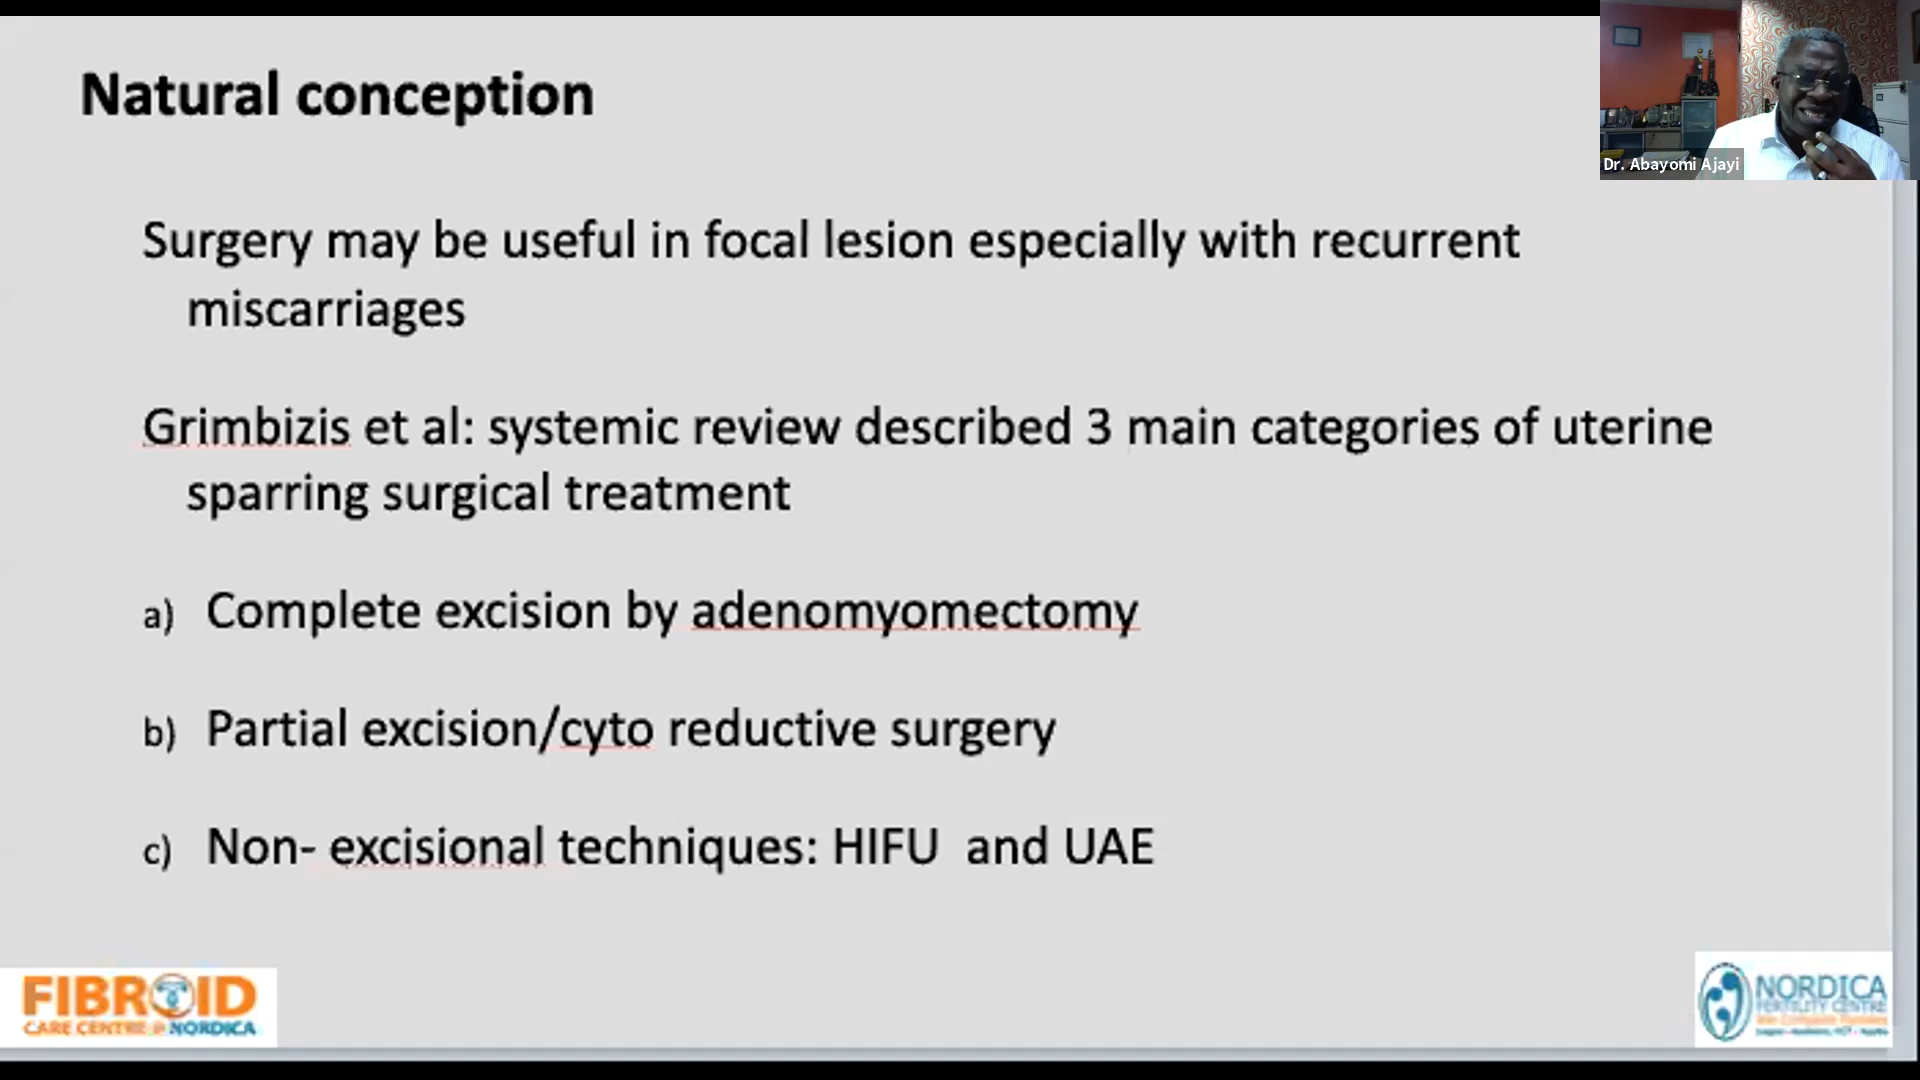 Natural conception
Dr. Abayomi Ajayi
Surgery may be useful in focal lesion especially with recurrent
miscarriages
Grimbizis et al: systemic review described 3 main categories of uterine
sparring surgical treatment
a) Complete excision by adenomyomectomy
b) Partial excision/cyto reductive surgery
c) Non- excisional techniques: HIFU and UAE
FIBROID
CARE CENTRE @ NORDICA
NORDICA
FERTILITY CENTRE